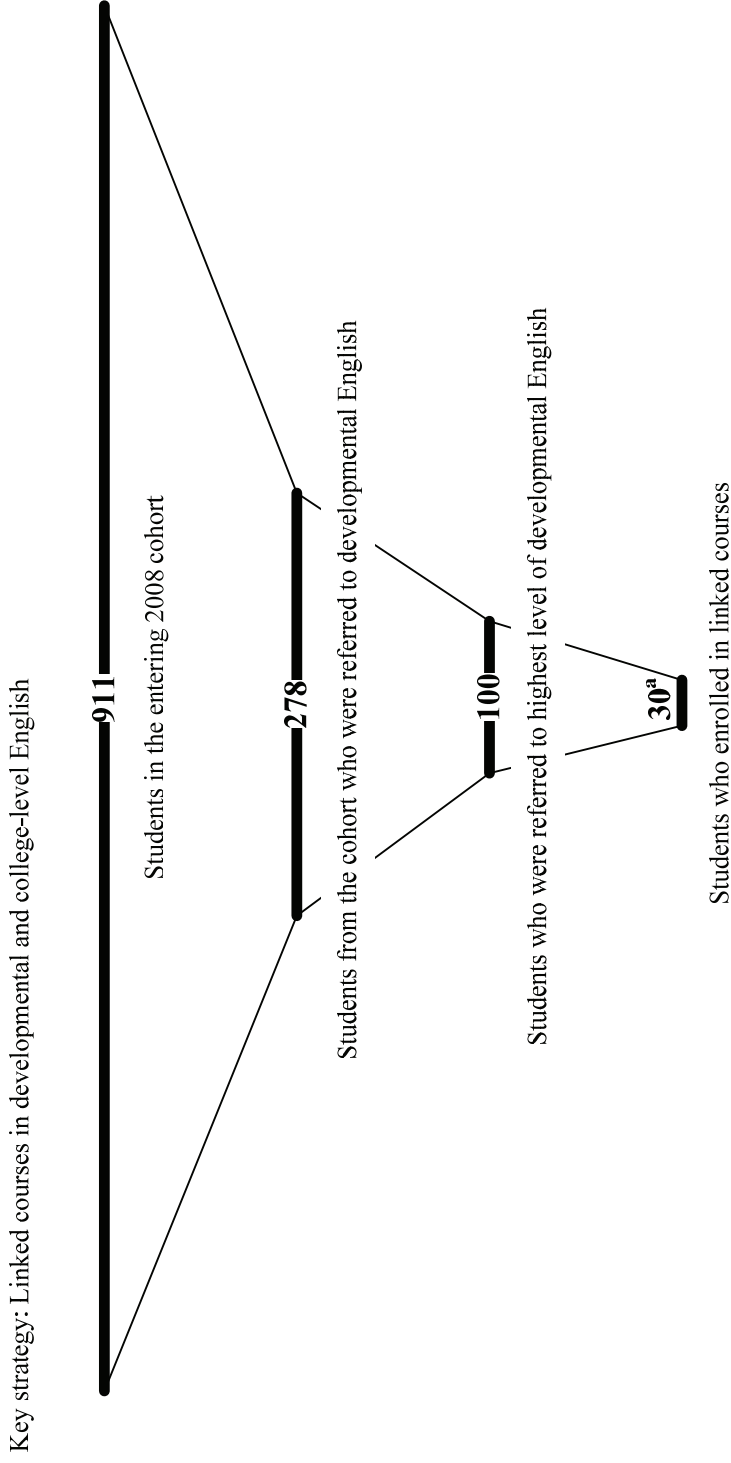 Key strategy: Linked courses in developmental and college-level English
911
Students in the entering 2008 cohort
278
Students from the cohort who were referred to developmental English
100
Students who were referred to highest level of developmental English
30ᵃ
Students who enrolled in linked courses